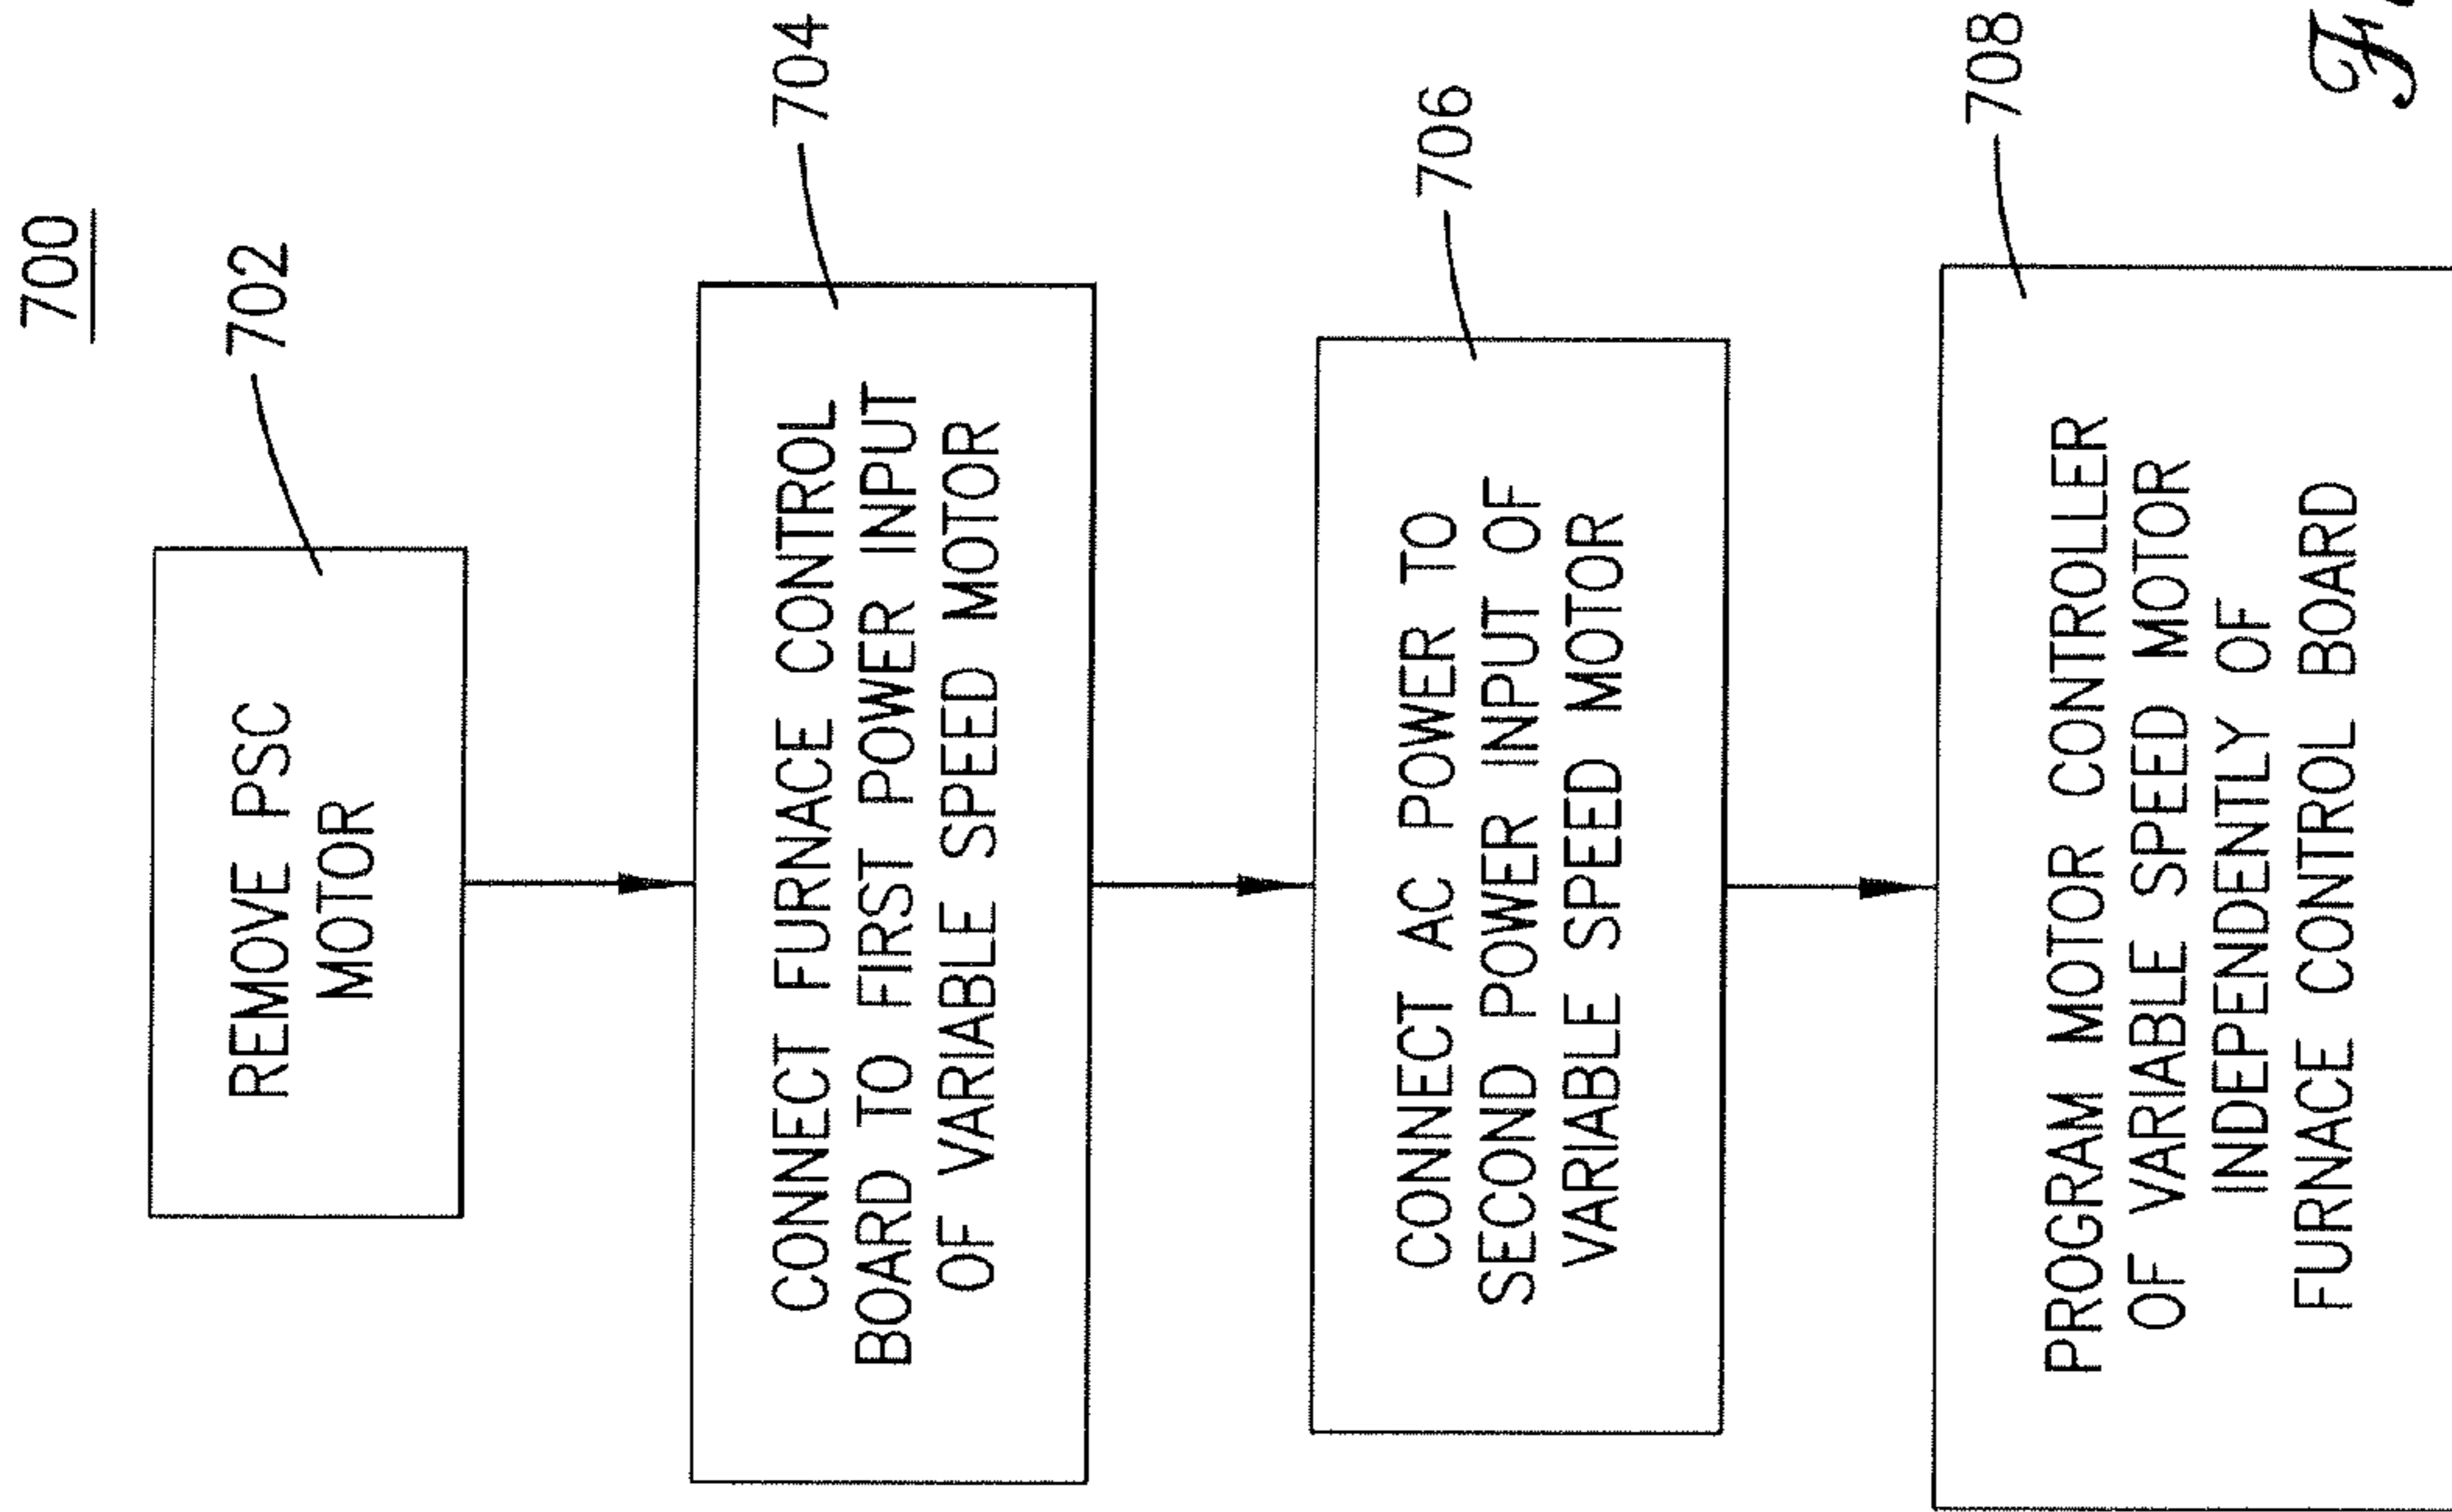 700
702
REMOVE PSC
MOTOR
704
CONNECT FURNACE CONTROL
BOARD TO FIRST POWER INPUT
OF VARIABLE SPEED MOTOR
706
CONNECT AC POWER TO
SECOND POWER INPUT OF
VARIABLE SPEED MOTOR
708
PROGRAM MOTOR CONTROLLER
OF VARIABLE SPEED MOTOR
INDEPENDENTLY OF
FURNACE CONTROL BOARD